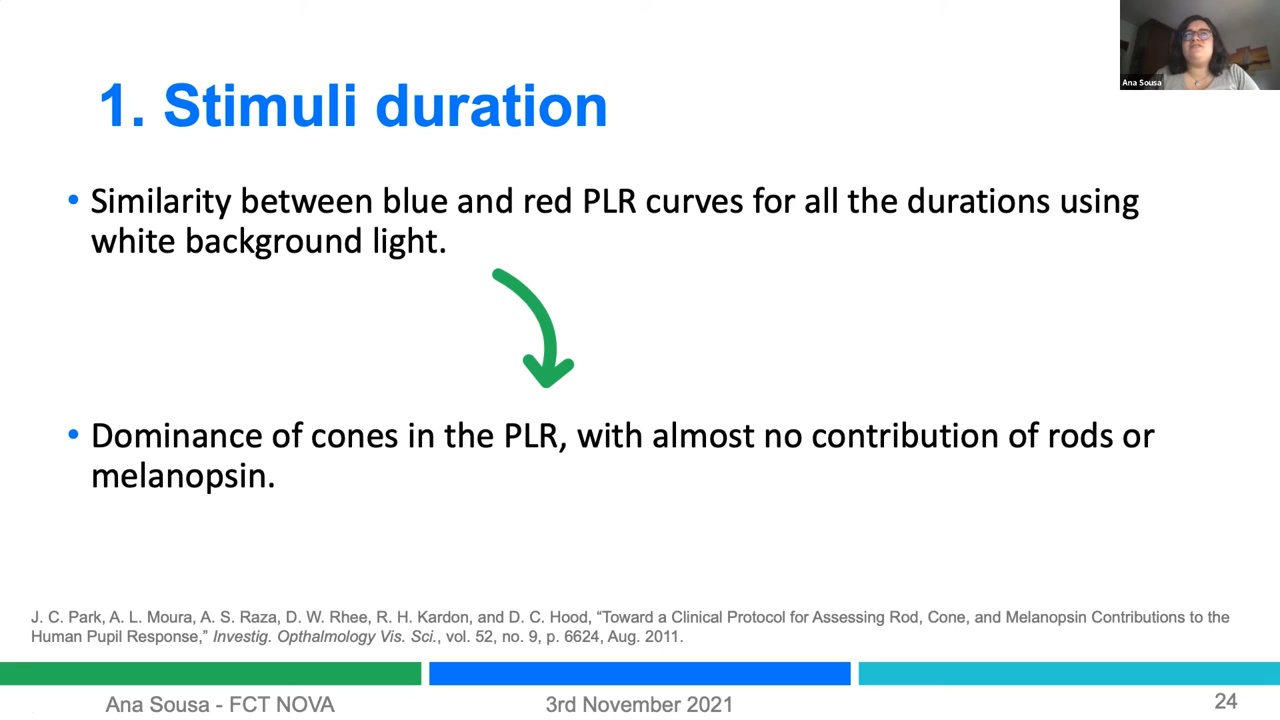 Ana Sousa
1. Stimuli duration
• Similarity between blue and red PLR curves for all the durations using
white background light.
• Dominance of cones in the PLR, with almost no contribution of rods or
melanopsin.
J. C. Park, A. L. Moura, A. S. Raza, D. W. Rhee, R. H. Kardon, and D. C. Hood, “Toward a Clinical Protocol for Assessing Rod, Cone, and Melanopsin Contributions to the
Human Pupil Response,” Investig. Opthalmology Vis. Sci., vol. 52, no. 9, p. 6624, Aug. 2011.
Ana Sousa - FCT NOVA
3rd November 2021
24